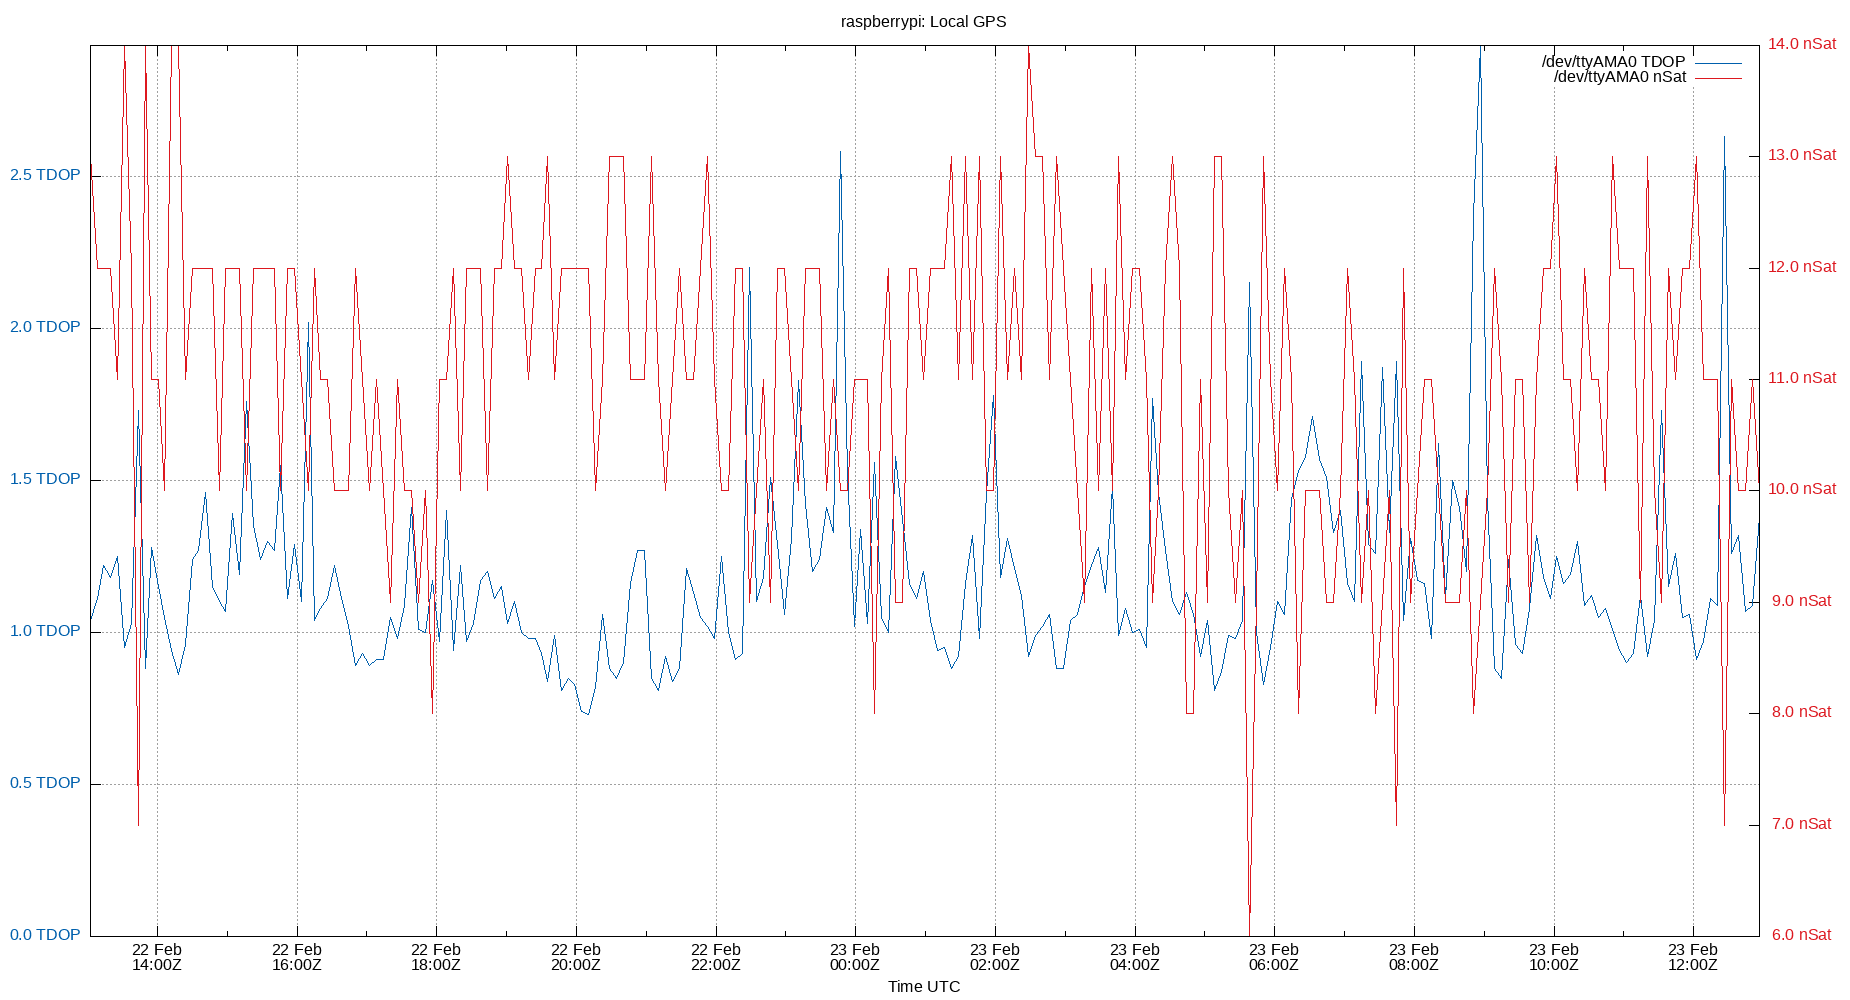 raspberrypi: Local GPS
/dev/ttyAMA0 TDOP
/dev/ttyAMA0 nSat
2.5 TDOP
2.0 TDOP
1.5 TDOP
1.0 TDOP
0.5 TDOP
0.0 TDOP
14.0 nSat
13.0 nSat
12.0 nSat
11.0 nSat
10.0 nSat
9.0 nSat
8.0 nSat
7.0 nSat
6.0 nSat
22 Feb
14:00Z
22 Feb
16:00Z
22 Feb
18:00Z
22 Feb
20:00Z
22 Feb
22:00Z
23 Feb
00:00Z
23 Feb
02:00Z
23 Feb
04:00Z
23 Feb
06:00Z
23 Feb
08:00Z
23 Feb
10:00Z
23 Feb
12:00Z
Time UTC